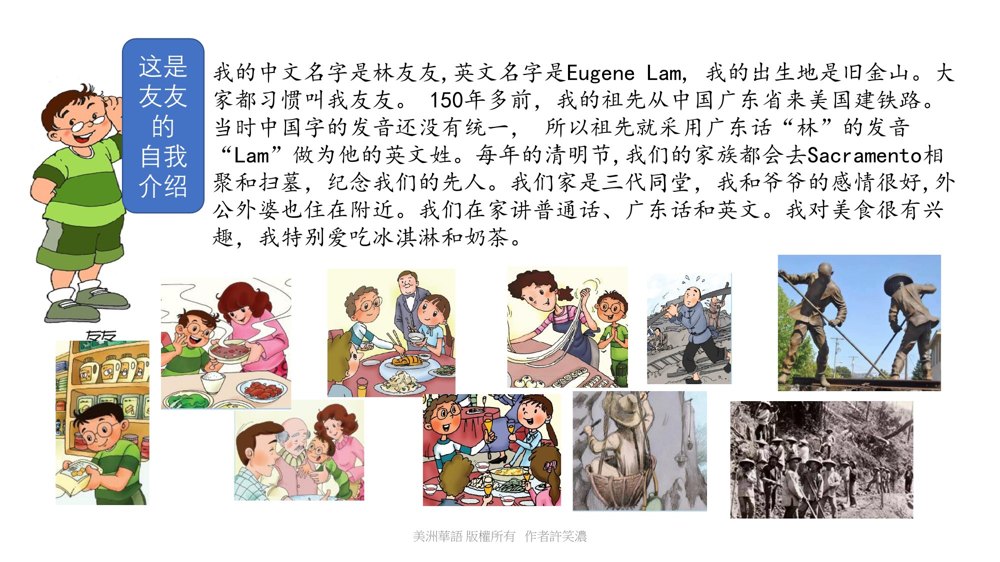 这是
友友
的
自我
介绍
我的中文名字是林友友,英文名字是Eugene Lam, 我的出生地是旧金山。大
家都习惯叫我友友。 150年多前，我的祖先从中国广东省来美国建铁路。
当时中国字的发音还没有统一， 所以祖先就采用广东话“林”的发音
“Lam”做为他的英文姓。每年的清明节,我们的家族都会去Sacramento相
聚和扫墓，纪念我们的先人。我们家是三代同堂，我和爷爷的感情很好,外
公外婆也住在附近。我们在家讲普通话、广东话和英文。我对美食很有兴
趣，我特别爱吃冰淇淋和奶茶。
友友
美洲華語 版權所有 作者許笑濃